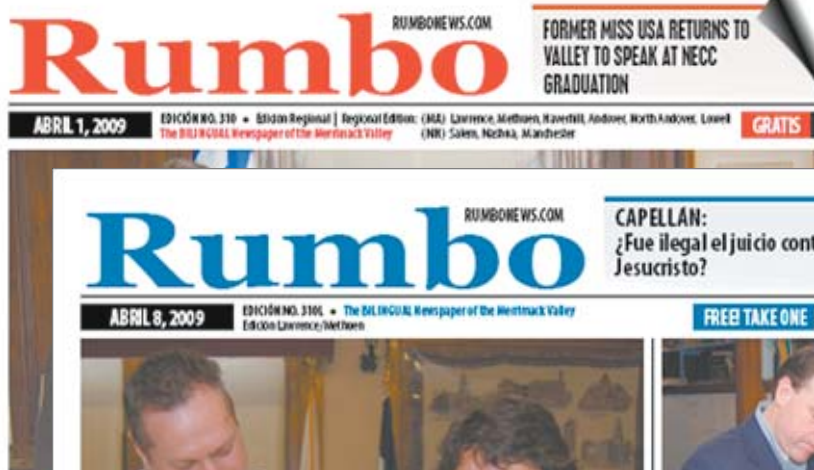 RUMBONEWS.COM
Rumbo
FORMER MISS USA RETURNS TO
VALLEY TO SPEAK AT NECC
GRADUATION
ABRIL 1, 2009
EDICIÓN NO. 310 • Edición Regional | Regional Edition: (MA) Lawrence, Methuen, Haverhill, Andover, North Andover, Lowell
The BILINGUAL Newspaper of the Merrimack Valley (NH) Salem, Nashua, Manchester
GRATIS
RUMBONEWS.COM
Rumbo
CAPELLÁN:
¿Fue ilegal el juicio cont
Jesucristo?
ABRIL 8, 2009
EDICIÓN NO. 310L • The BILINGUAL Newspaper of the Merrimack Valley
Edición Lawrence/Methuen
FREE! TAKE ONE